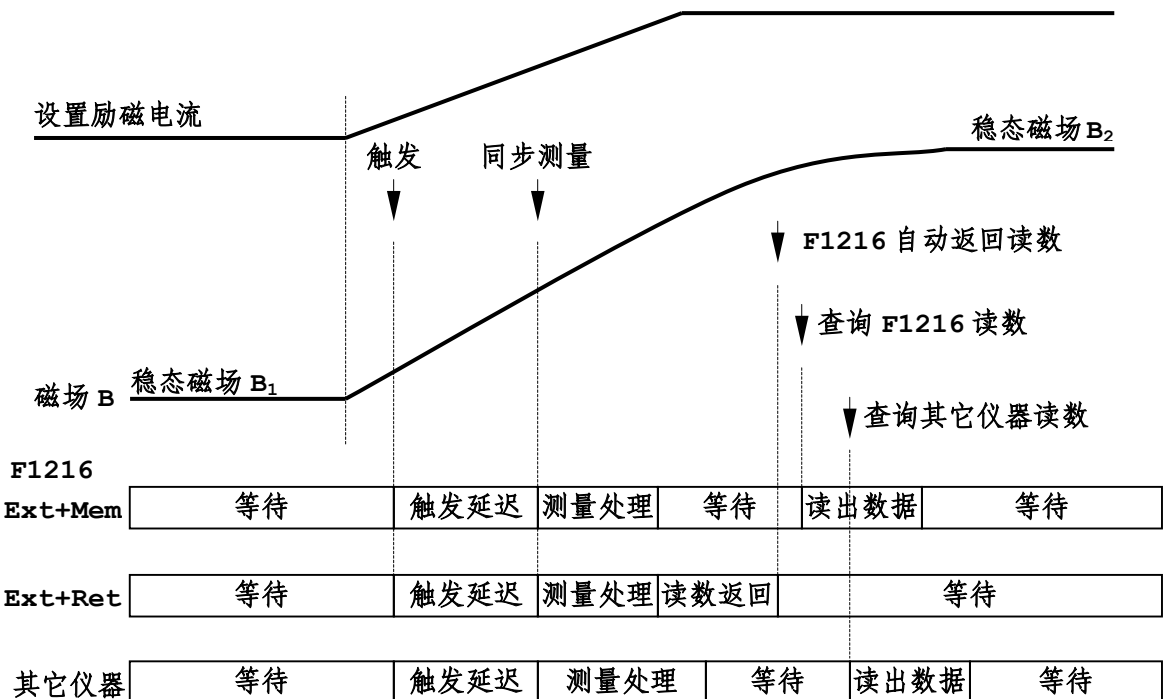 设置励磁电流
稳态磁场 B₂
触发 同步测量
F1216 自动返回读数
查询 F1216 读数
磁场 B 稳态磁场 B₁
查询其它仪器读数
F1216
Ext+Mem 等待 触发延迟 测量处理 等待 读出数据 等待
Ext+Ret 等待 触发延迟 测量处理 读数返回 等待
其它仪器 等待 触发延迟 测量处理 等待 读出数据 等待